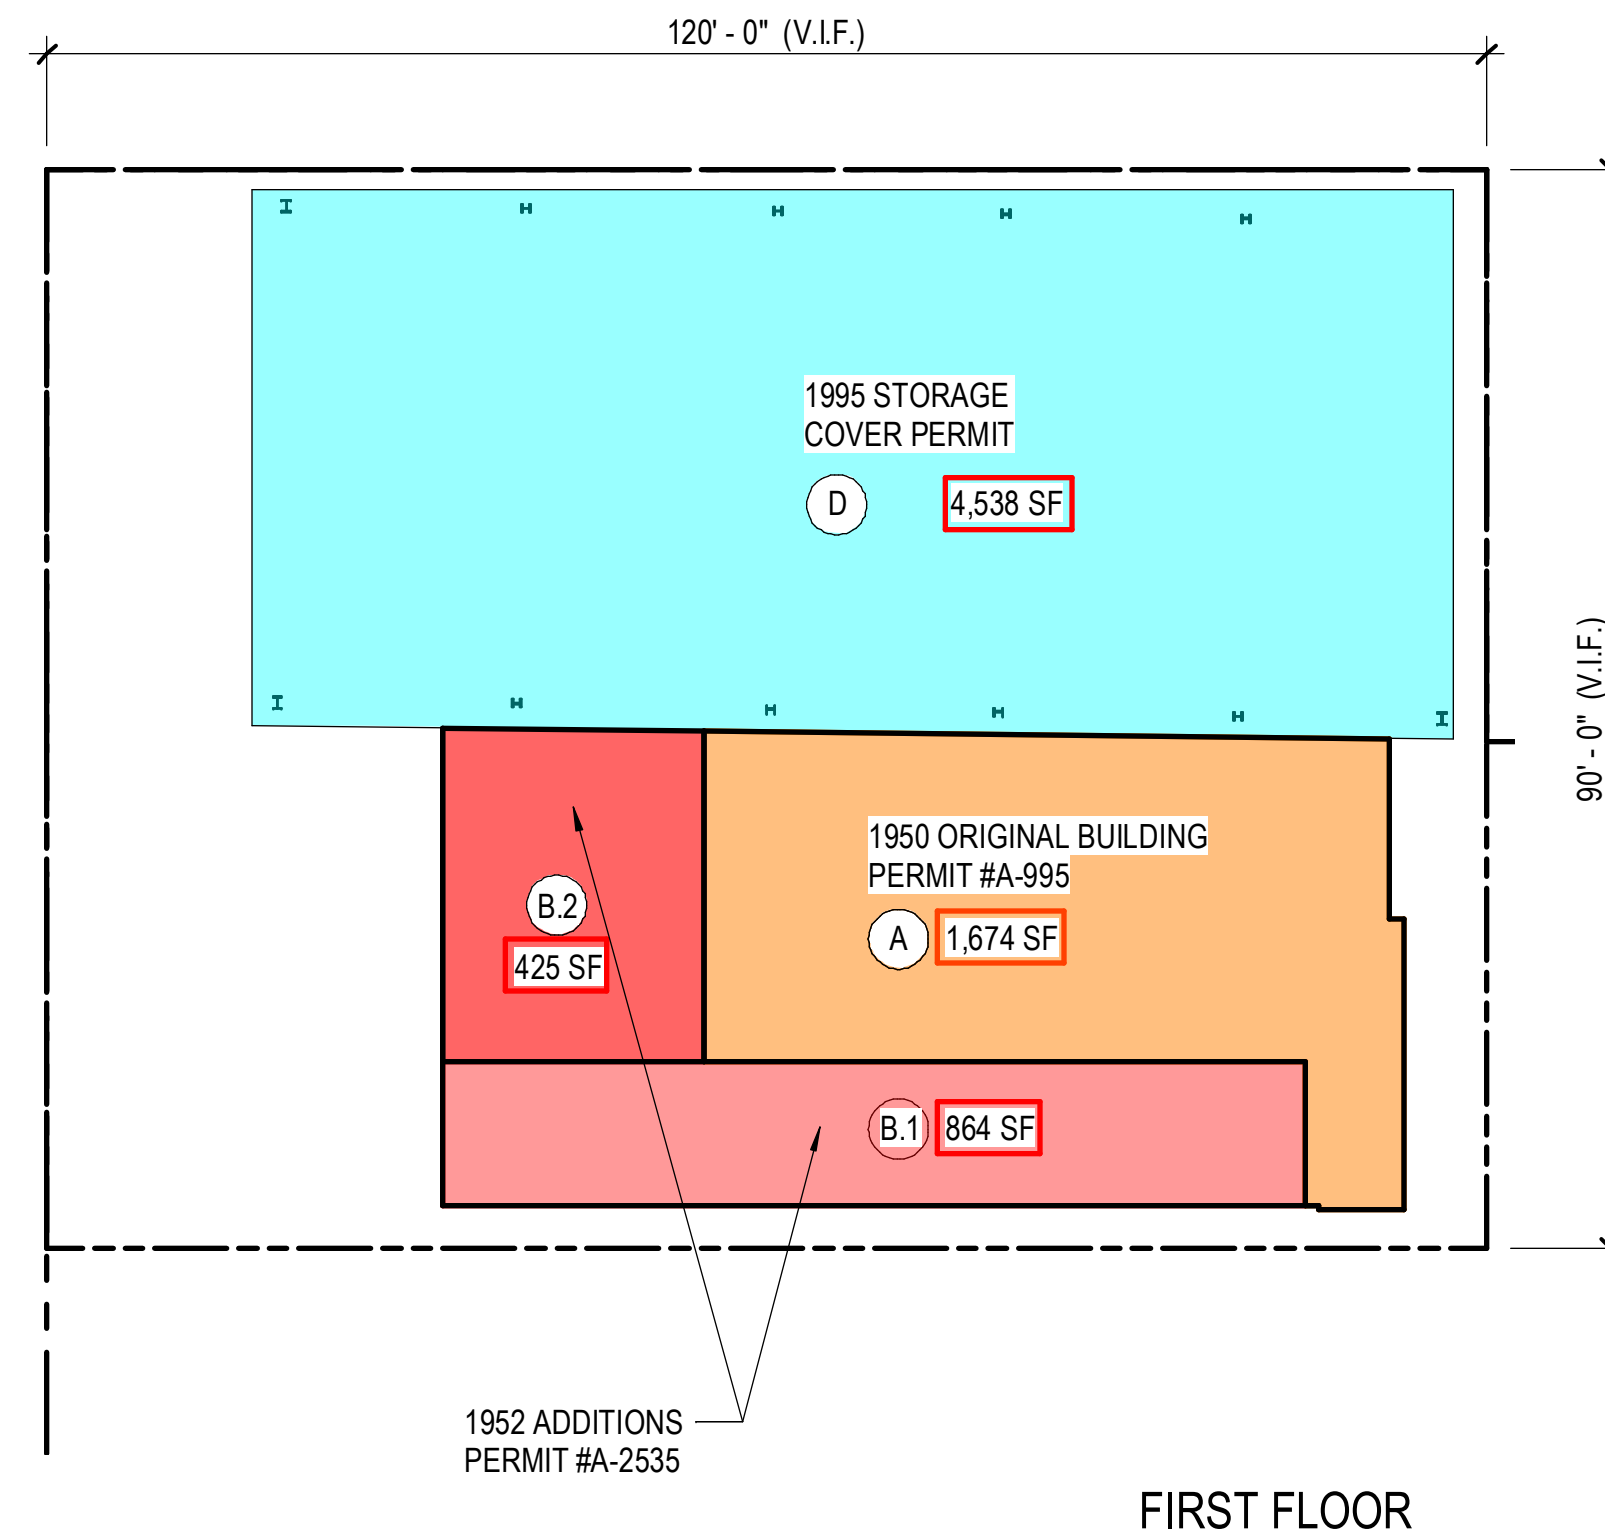 120' - 0" (V.I.F.)
1995 STORAGE
COVER PERMIT
D 4,538 SF
90' - 0" (V.I.F.)
1950 ORIGINAL BUILDING
PERMIT #A-995
A 1,674 SF
B.2
425 SF
B.1 864 SF
1952 ADDITIONS
PERMIT #A-2535
FIRST FLOOR